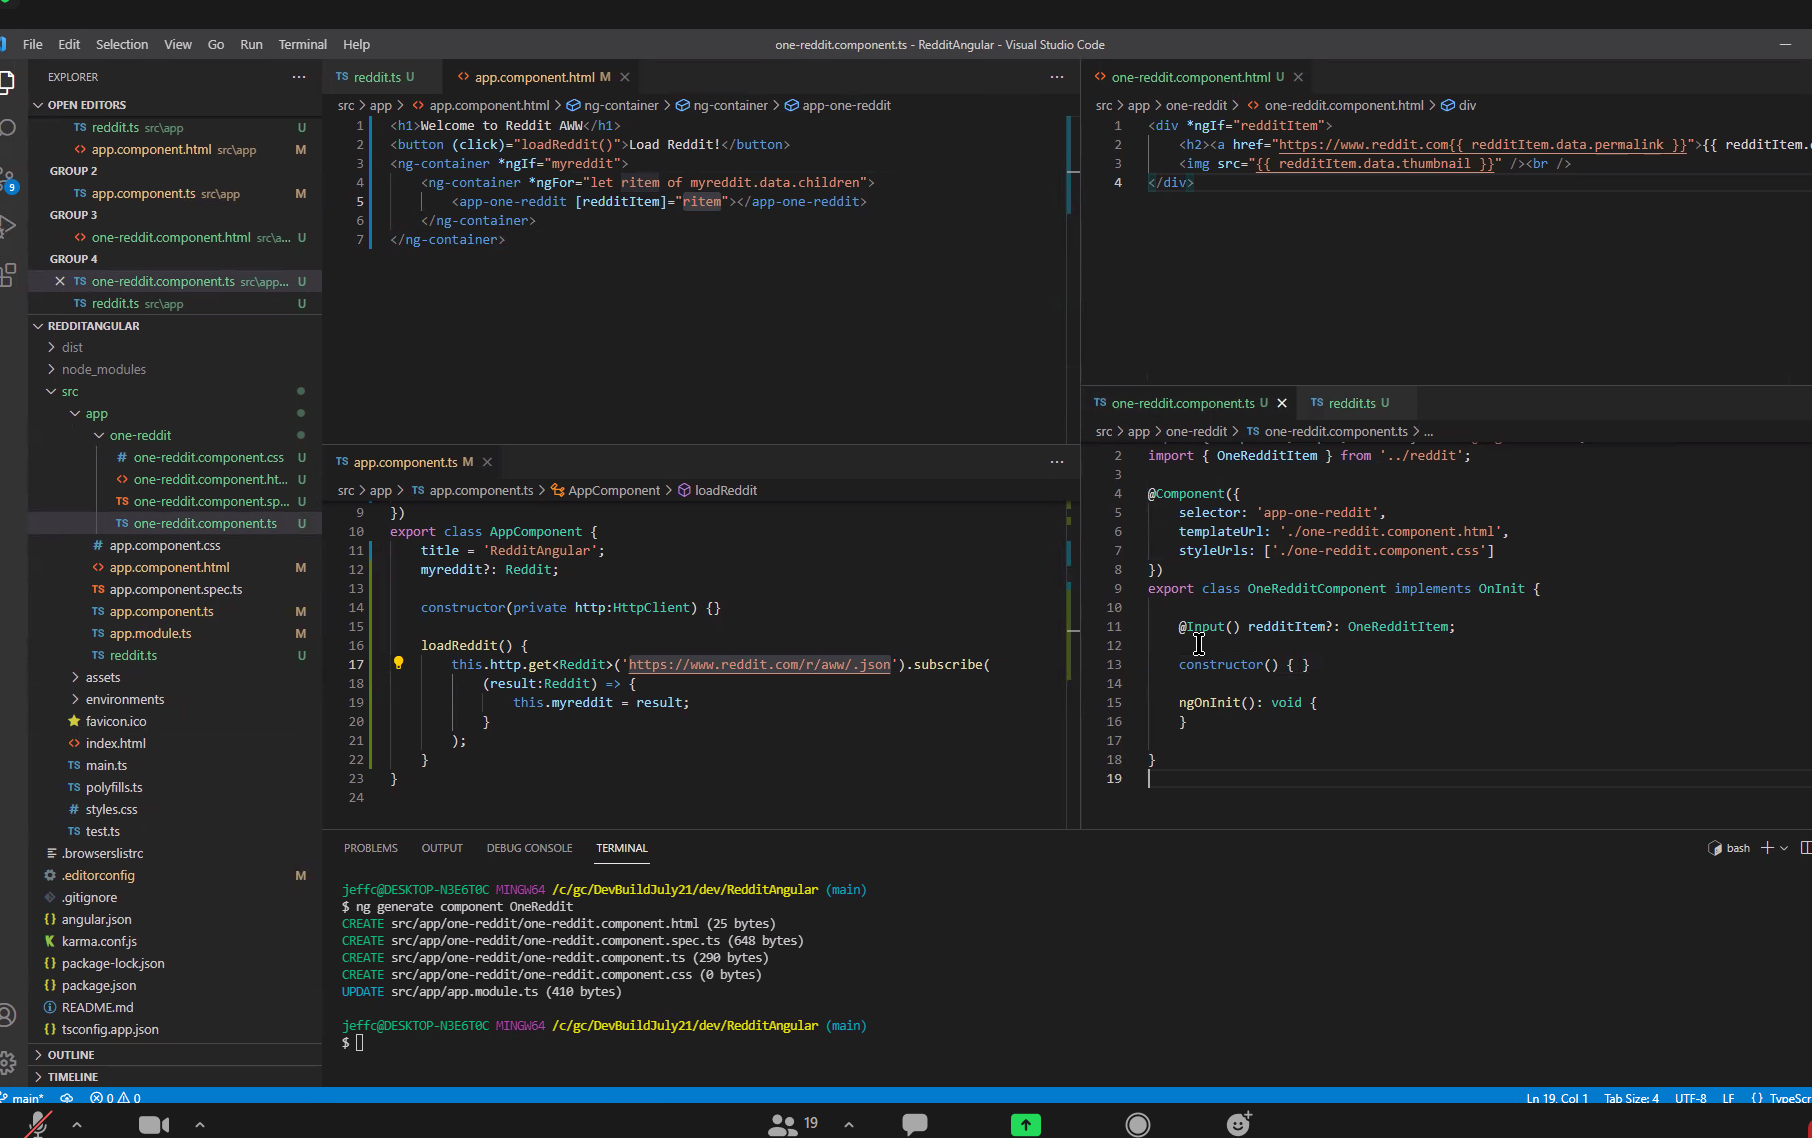 File Edit Selection View Go Run Terminal Help
one-reddit.component.ts - RedditAngular - Visual Studio Code
EXPLORER
OPEN EDITORS
reddit.ts src\app U
app.component.html src\app M
GROUP 2
app.component.ts src\app M
GROUP 3
one-reddit.component.html src\a... U
GROUP 4
one-reddit.component.ts src\app... U
reddit.ts src\app U
REDDITANGULAR
dist
node_modules
src
app
one-reddit
one-reddit.component.css U
one-reddit.component.ht... U
one-reddit.component.sp... U
one-reddit.component.ts U
app.component.css
app.component.html M
app.component.spec.ts
app.component.ts M
app.module.ts M
reddit.ts U
assets
environments
favicon.ico
index.html
main.ts
polyfills.ts
styles.css
test.ts
.browserslistrc
.editorconfig M
.gitignore
angular.json
karma.conf.js
package-lock.json
package.json
README.md
tsconfig.app.json
OUTLINE
TIMELINE
9
reddit.ts U app.component.html M
src > app > app.component.html > ng-container > ng-container > app-one-reddit
1 <h1>Welcome to Reddit AWW</h1>
2 <button (click)="loadReddit()">Load Reddit!</button>
3 <ng-container *ngIf="myreddit">
4 <ng-container *ngFor="let ritem of myreddit.data.children">
5 <app-one-reddit [redditItem]="ritem"></app-one-reddit>
6 </ng-container>
7 </ng-container>
app.component.ts M
src > app > app.component.ts > AppComponent > loadReddit
9 })
10 export class AppComponent {
11 title = 'RedditAngular';
12 myreddit?: Reddit;
13
14 constructor(private http:HttpClient) {}
15
16 loadReddit() {
17 this.http.get<Reddit>('https://www.reddit.com/r/aww/.json').subscribe(
18 (result:Reddit) => {
19 this.myreddit = result;
20 }
21 );
22 }
23 }
24
one-reddit.component.html U
src > app > one-reddit > one-reddit.component.html > div
1 <div *ngIf="redditItem">
2 <h2><a href="https://www.reddit.com{{ redditItem.data.permalink }}">{{ redditItem.
3 <img src="{{ redditItem.data.thumbnail }}" /><br />
4 </div>
one-reddit.component.ts U reddit.ts U
src > app > one-reddit > one-reddit.component.ts > ...
2 import { OneRedditItem } from '../reddit';
3
4 @Component({
5 selector: 'app-one-reddit',
6 templateUrl: './one-reddit.component.html',
7 styleUrls: ['./one-reddit.component.css']
8 })
9 export class OneRedditComponent implements OnInit {
10
11 @Input() redditItem?: OneRedditItem;
12
13 constructor() { }
14
15 ngOnInit(): void {
16 }
17
18 }
19
PROBLEMS OUTPUT DEBUG CONSOLE TERMINAL
bash
jeffc@DESKTOP-N3E6T0C MINGW64 /c/gc/DevBuildJuly21/dev/RedditAngular (main)
$ ng generate component OneReddit
CREATE src/app/one-reddit/one-reddit.component.html (25 bytes)
CREATE src/app/one-reddit/one-reddit.component.spec.ts (648 bytes)
CREATE src/app/one-reddit/one-reddit.component.ts (290 bytes)
CREATE src/app/one-reddit/one-reddit.component.css (0 bytes)
UPDATE src/app/app.module.ts (410 bytes)
jeffc@DESKTOP-N3E6T0C MINGW64 /c/gc/DevBuildJuly21/dev/RedditAngular (main)
$
main* 0 0
Ln 19, Col 1 Tab Size: 4 UTF-8 LF {} TypeScr
19